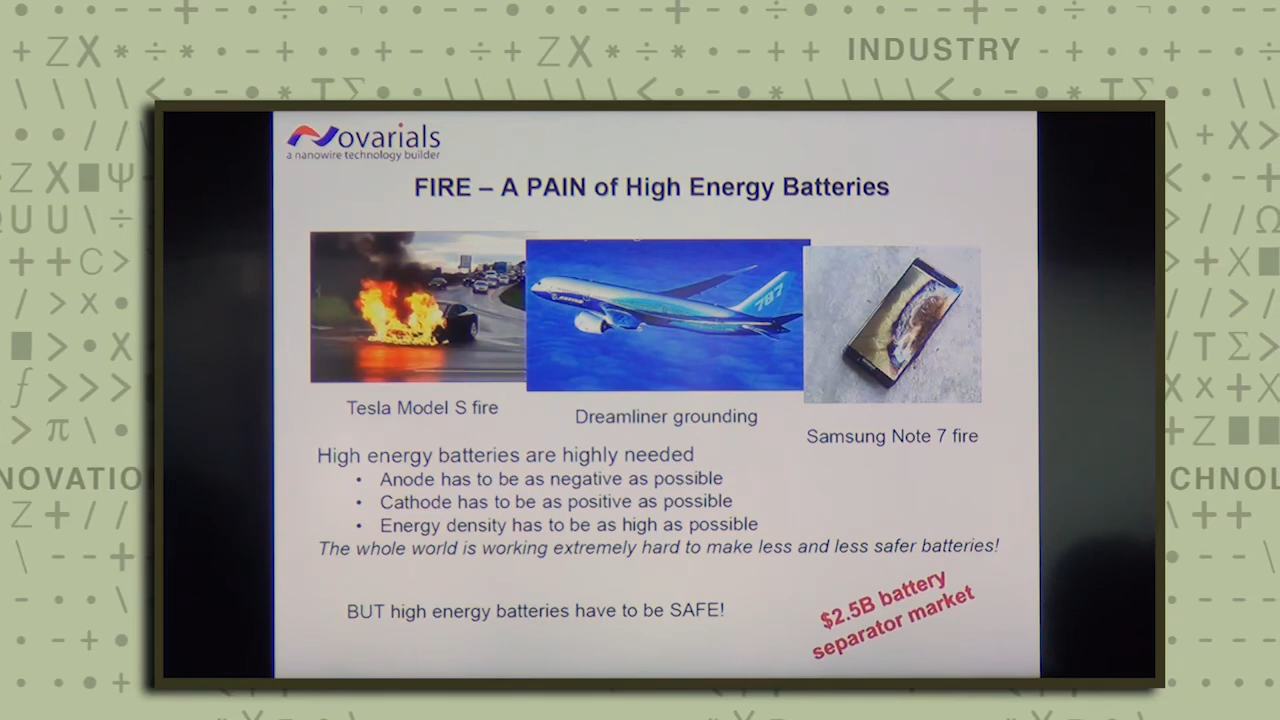 INDUSTRY
Novarials
a nanowire technology builder
FIRE – A PAIN of High Energy Batteries
787
Tesla Model S fire
Dreamliner grounding
Samsung Note 7 fire
High energy batteries are highly needed
• Anode has to be as negative as possible
• Cathode has to be as positive as possible
• Energy density has to be as high as possible
The whole world is working extremely hard to make less and less safer batteries!
BUT high energy batteries have to be SAFE!
$2.5B battery
separator market
NOVATIO
CHNOL